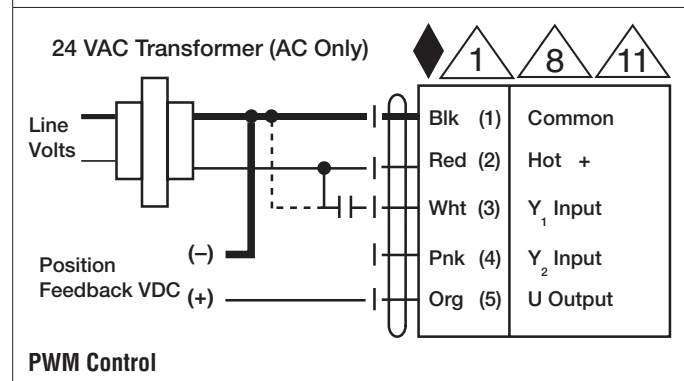 24 VAC Transformer (AC Only)
1
8
11
Line
Volts
Blk (1) Common
Red (2) Hot +
Wht (3) Y1 Input
Pnk (4) Y2 Input
Org (5) U Output
Position
Feedback VDC
(–)
(+)
PWM Control